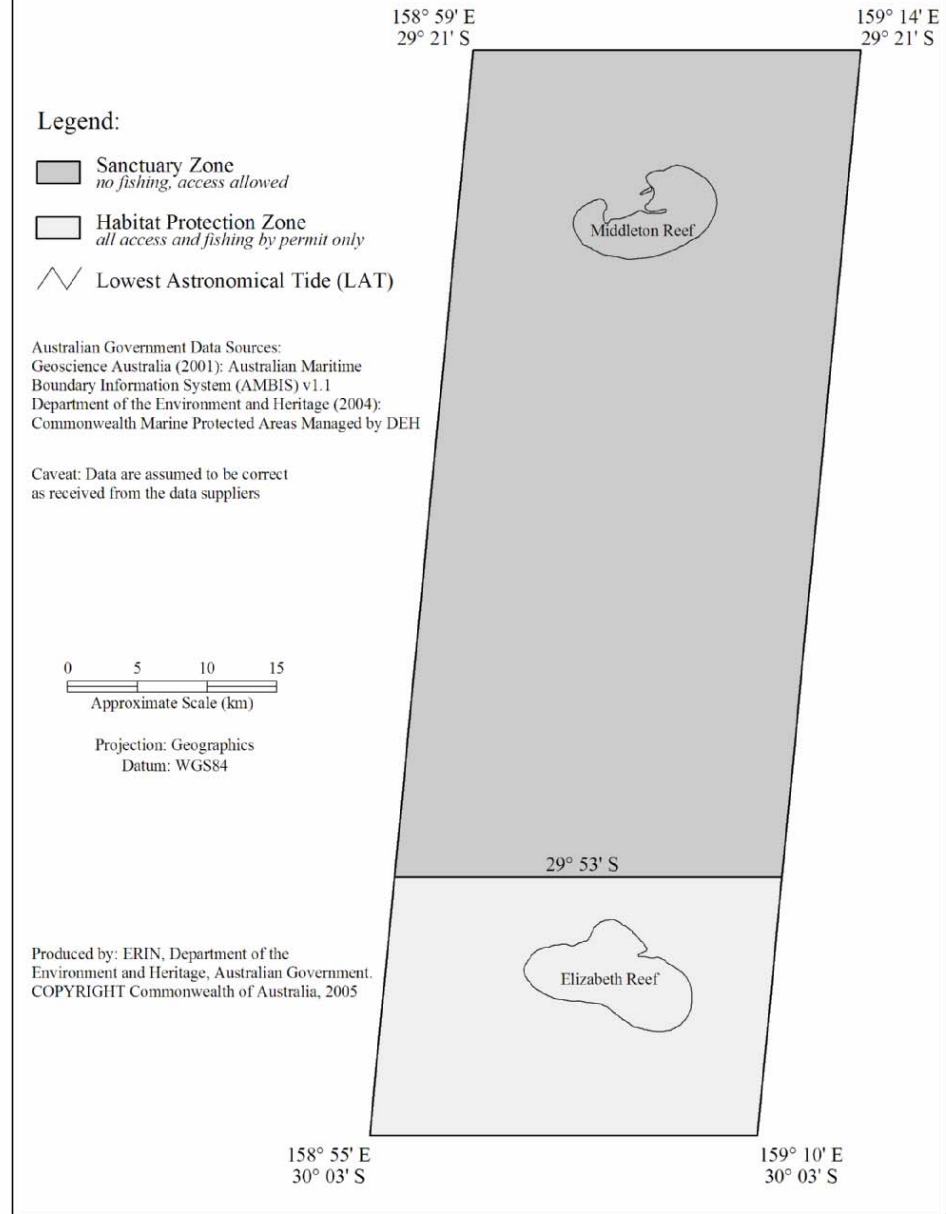 158° 59' E
29° 21' S
159° 14' E
29° 21' S
Legend:
Sanctuary Zone
no fishing, access allowed
Habitat Protection Zone
all access and fishing by permit only
Lowest Astronomical Tide (LAT)
Middleton Reef
Australian Government Data Sources:
Geoscience Australia (2001): Australian Maritime
Boundary Information System (AMBIS) v1.1
Department of the Environment and Heritage (2004):
Commonwealth Marine Protected Areas Managed by DEH
Caveat: Data are assumed to be correct
as received from the data suppliers
0 5 10 15
Approximate Scale (km)
Projection: Geographics
Datum: WGS84
29° 53' S
Produced by: ERIN, Department of the
Environment and Heritage, Australian Government.
COPYRIGHT Commonwealth of Australia, 2005
Elizabeth Reef
158° 55' E
30° 03' S
159° 10' E
30° 03' S